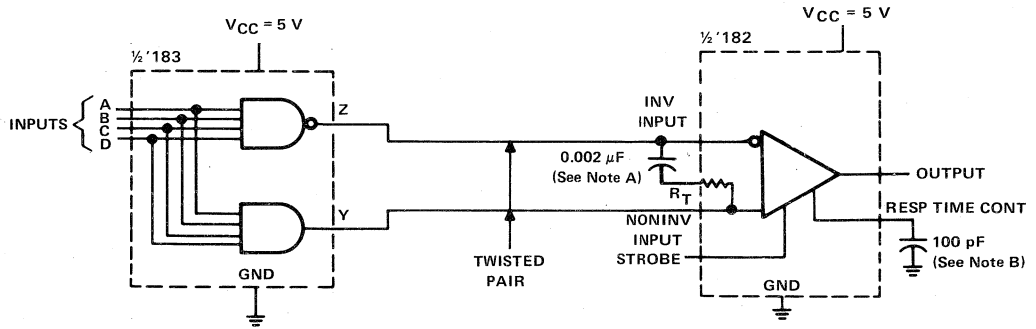 VCC = 5 V
½ '183
INPUTS
A
B
C
D
Z
Y
GND
TWISTED
PAIR
VCC = 5 V
½ '182
INV
INPUT
0.002 µF
(See Note A)
RT
NONINV
INPUT
STROBE
OUTPUT
RESP TIME CONT
100 pF
(See Note B)
GND